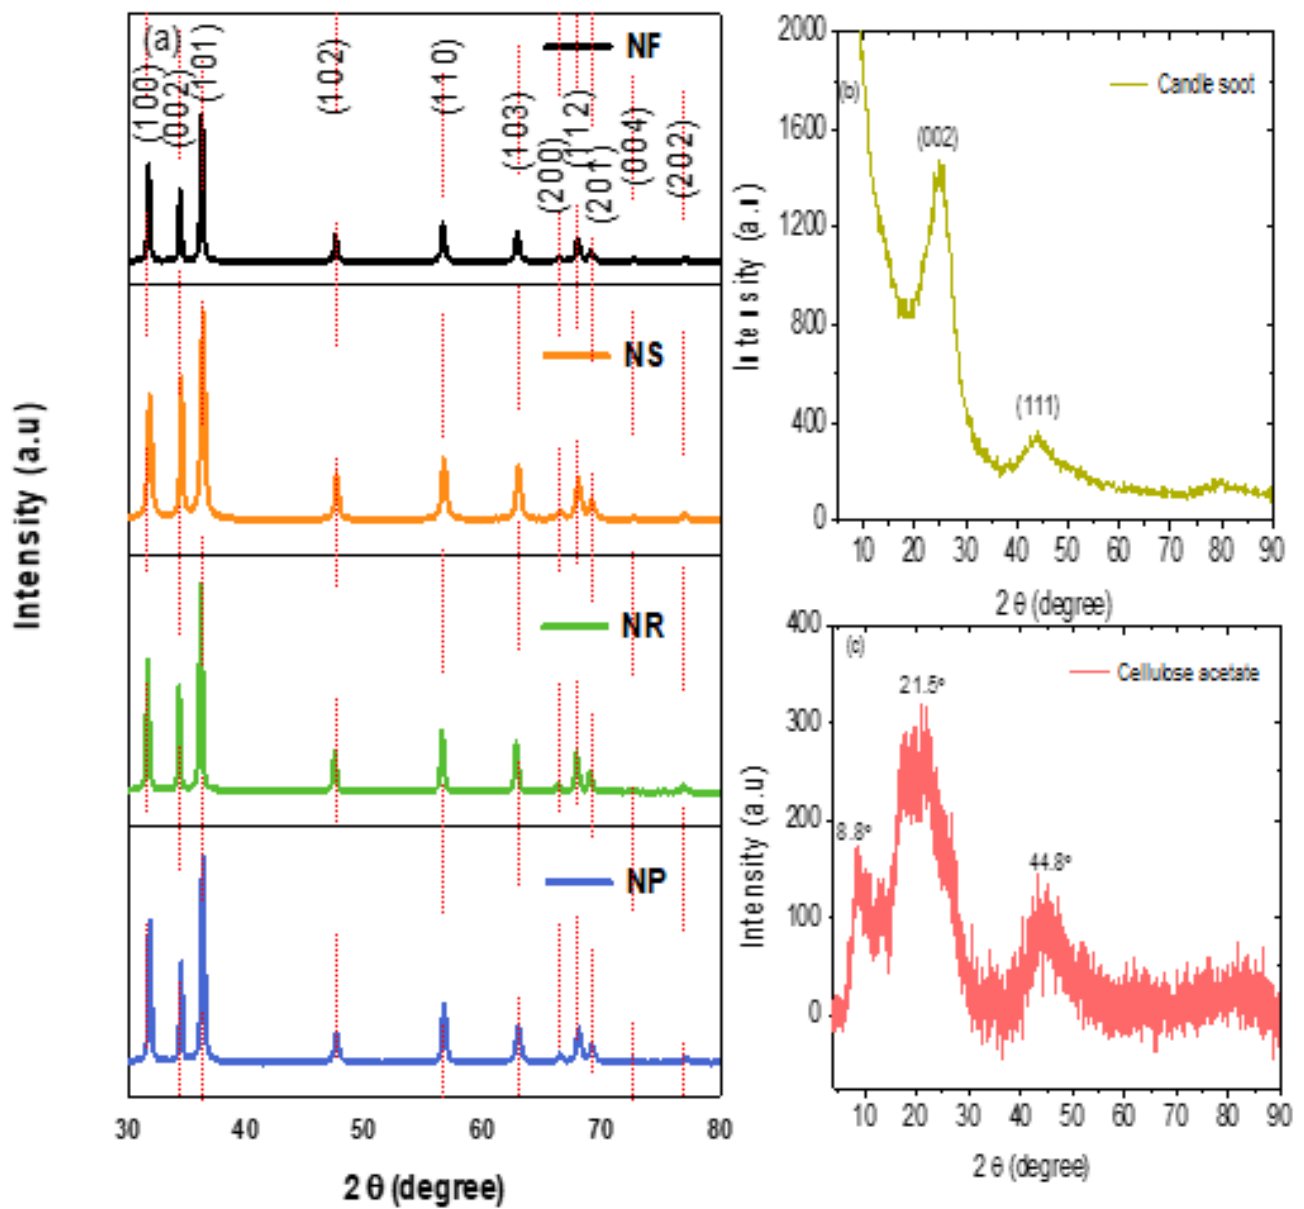 (a)
NF
(100)
(002)
(101)
(102)
(110)
(103)
(200)
(112)
(201)
(004)
(202)
NS
NR
NP
Intensity (a.u)
30 40 50 60 70 80
2 θ (degree)
(b)
Candle soot
(002)
(111)
Intensity (a.u)
2000
1600
1200
800
400
0
10 20 30 40 50 60 70 80 90
2 θ (degree)
(c)
Cellulose acetate
8.8°
21.5°
44.8°
Intensity (a.u)
400
300
200
100
0
10 20 30 40 50 60 70 80 90
2 θ (degree)